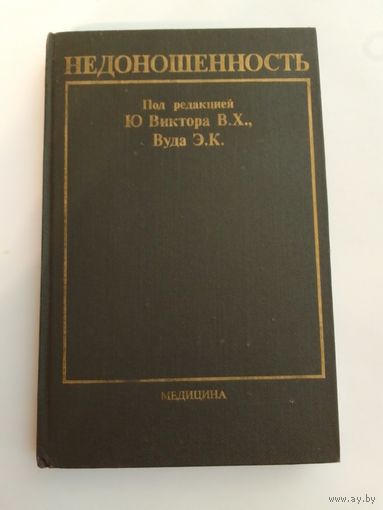 НЕДОНОШЕННОСТЬ
Под редакцией
Ю Виктора В.Х.,
Вуда Э.К.
МЕДИЦИНА
www.ay.by